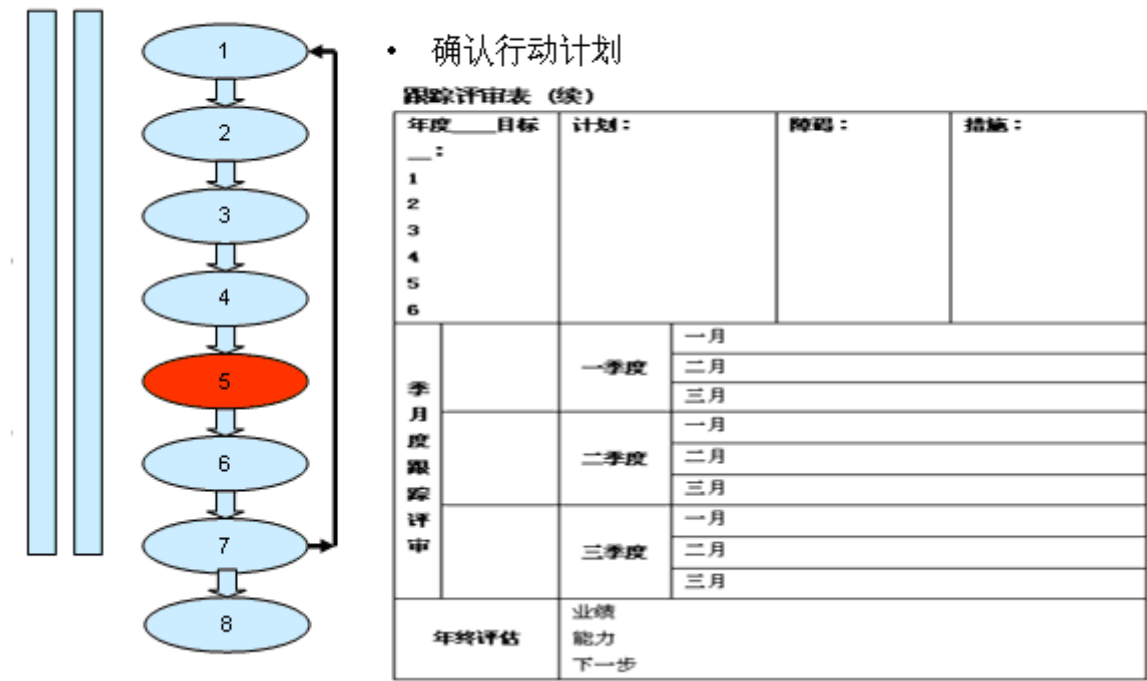 1
2
3
4
5
6
7
8
• 确认行动计划
跟踪评审表（续）
年度____目标__：
1
2
3
4
5
6
计划：
障碍：
措施：
季月度跟踪评审
一季度
一月
二月
三月
二季度
一月
二月
三月
三季度
一月
二月
三月
年终评估
业绩
能力
下一步